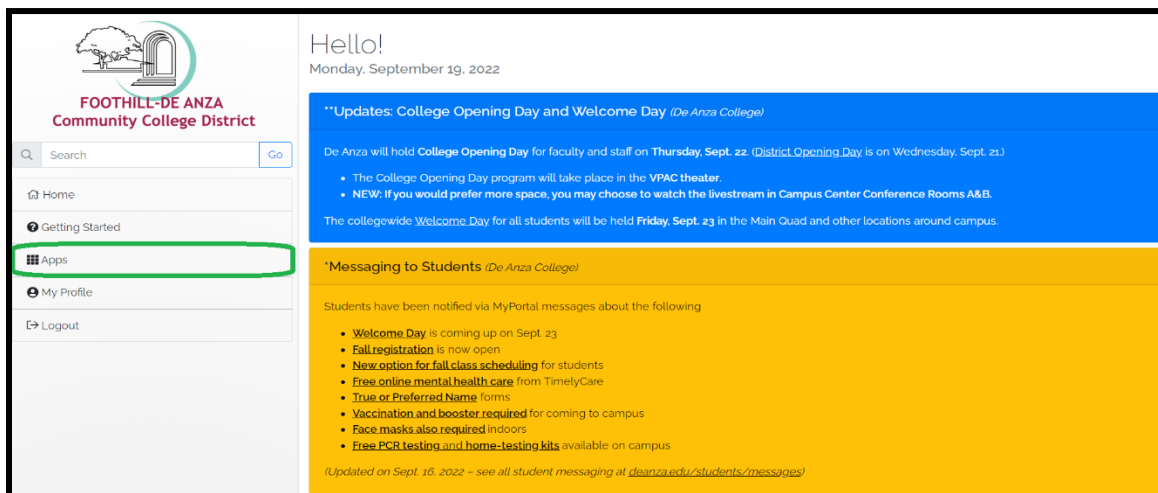 FOOTHILL-DE ANZA
Community College District
Search
Go
Home
Getting Started
Apps
My Profile
Logout
Hello!
Monday, September 19, 2022
**Updates: College Opening Day and Welcome Day (De Anza College)
De Anza will hold College Opening Day for faculty and staff on Thursday, Sept. 22. (District Opening Day is on Wednesday, Sept. 21.)
• The College Opening Day program will take place in the VPAC theater.
• NEW: If you would prefer more space, you may choose to watch the livestream in Campus Center Conference Rooms A&B.
The collegewide Welcome Day for all students will be held Friday, Sept. 23 in the Main Quad and other locations around campus.
*Messaging to Students (De Anza College)
Students have been notified via MyPortal messages about the following
• Welcome Day is coming up on Sept. 23
• Fall registration is now open
• New option for fall class scheduling for students
• Free online mental health care from TimelyCare
• True or Preferred Name forms
• Vaccination and booster required for coming to campus
• Face masks also required indoors
• Free PCR testing and home-testing kits available on campus
(Updated on Sept. 16, 2022 – see all student messaging at deanza.edu/students/messages)